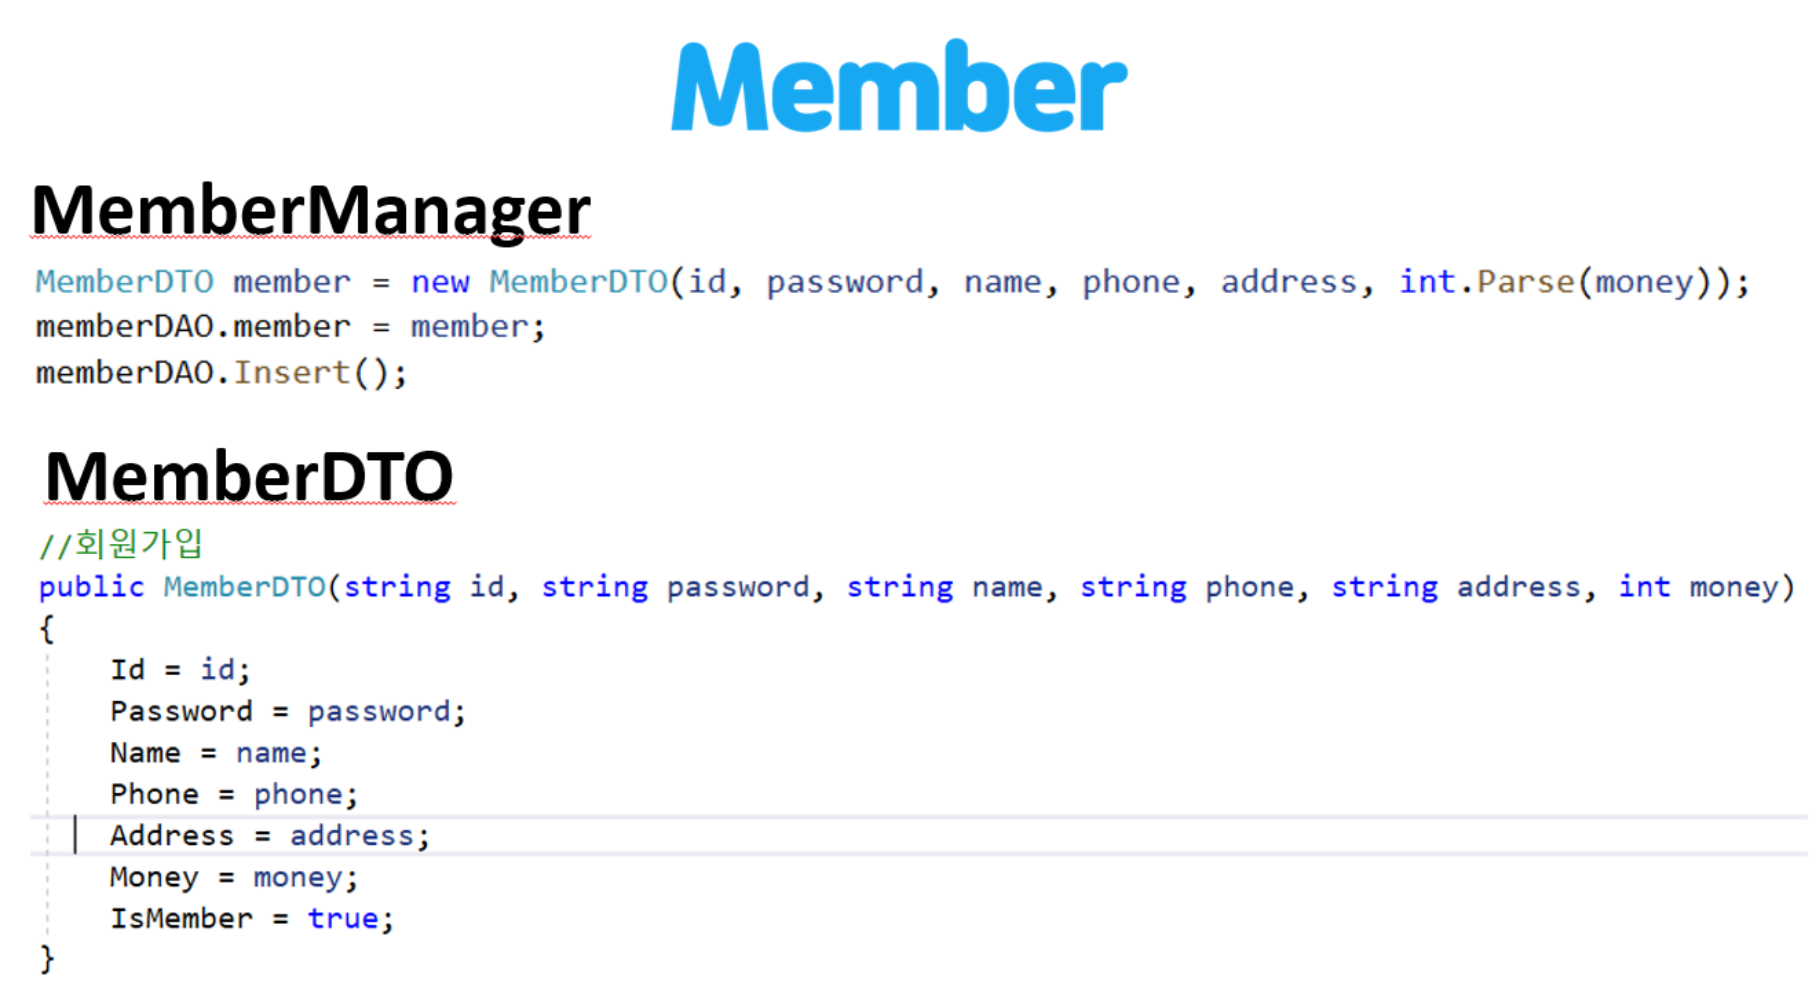 Member
MemberManager
MemberDTO member = new MemberDTO(id, password, name, phone, address, int.Parse(money));
memberDAO.member = member;
memberDAO.Insert();
MemberDTO
//회원가입
public MemberDTO(string id, string password, string name, string phone, string address, int money)
{
Id = id;
Password = password;
Name = name;
Phone = phone;
Address = address;
Money = money;
IsMember = true;
}